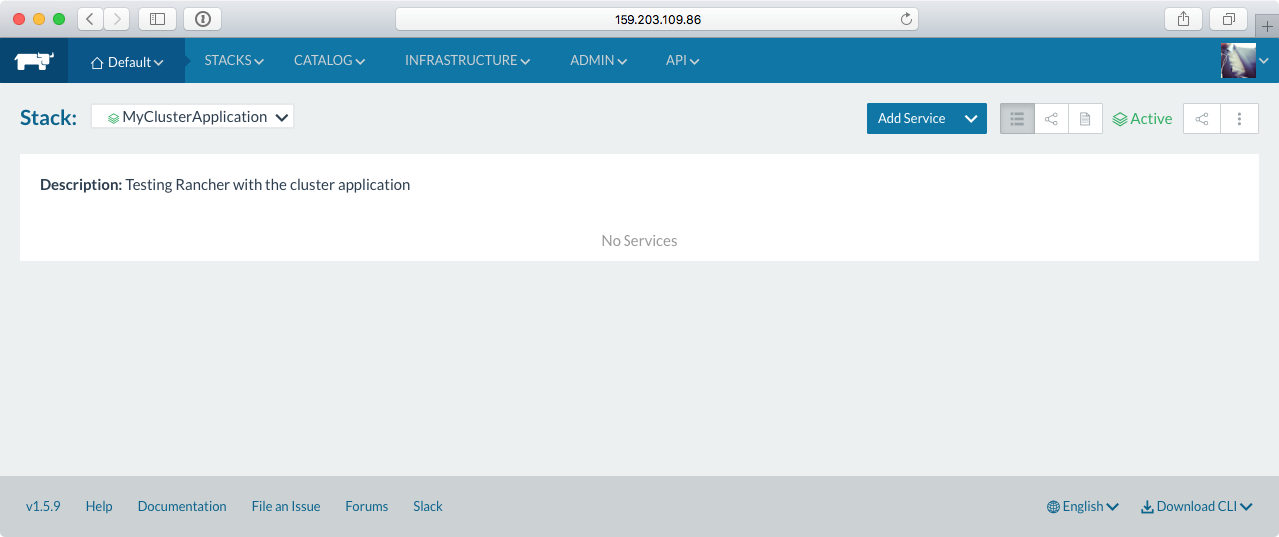 159.203.109.86
Default STACKS CATALOG INFRASTRUCTURE ADMIN API
Stack: MyClusterApplication Add Service Active
Description: Testing Rancher with the cluster application
No Services
v1.5.9 Help Documentation File an Issue Forums Slack English Download CLI